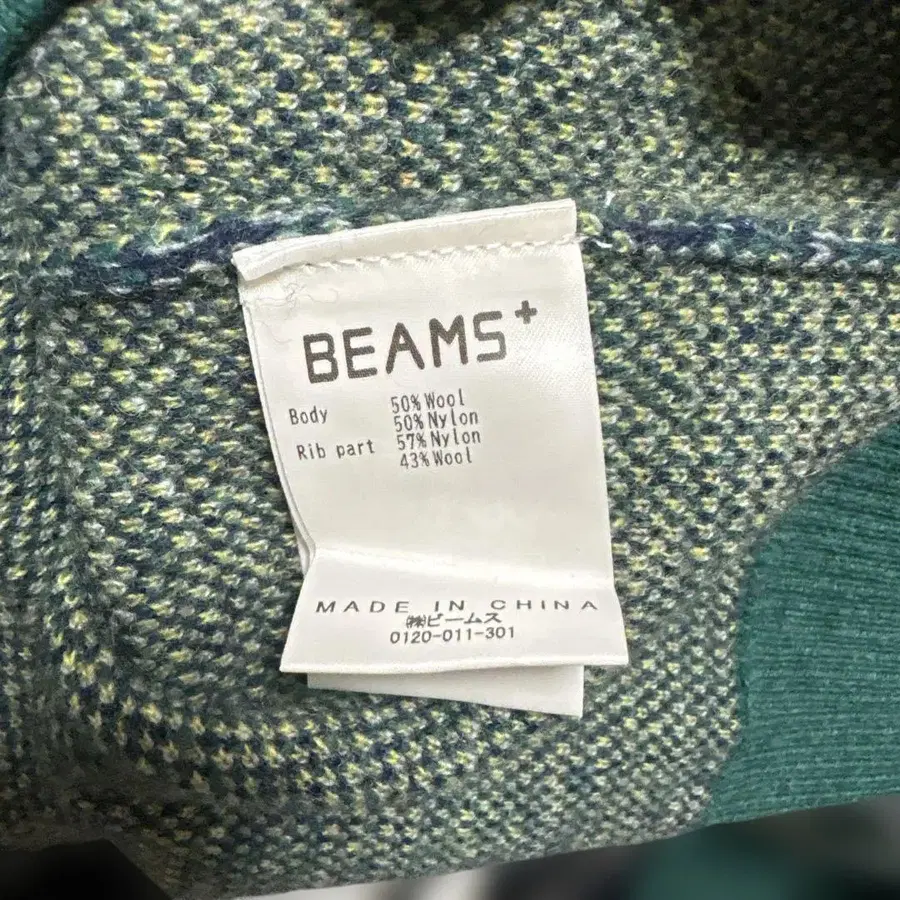 BEAMS+
Body 50% Wool
50% Nylon
Rib part 57% Nylon
43% Wool
MADE IN CHINA
㈱ビームス
0120-011-301